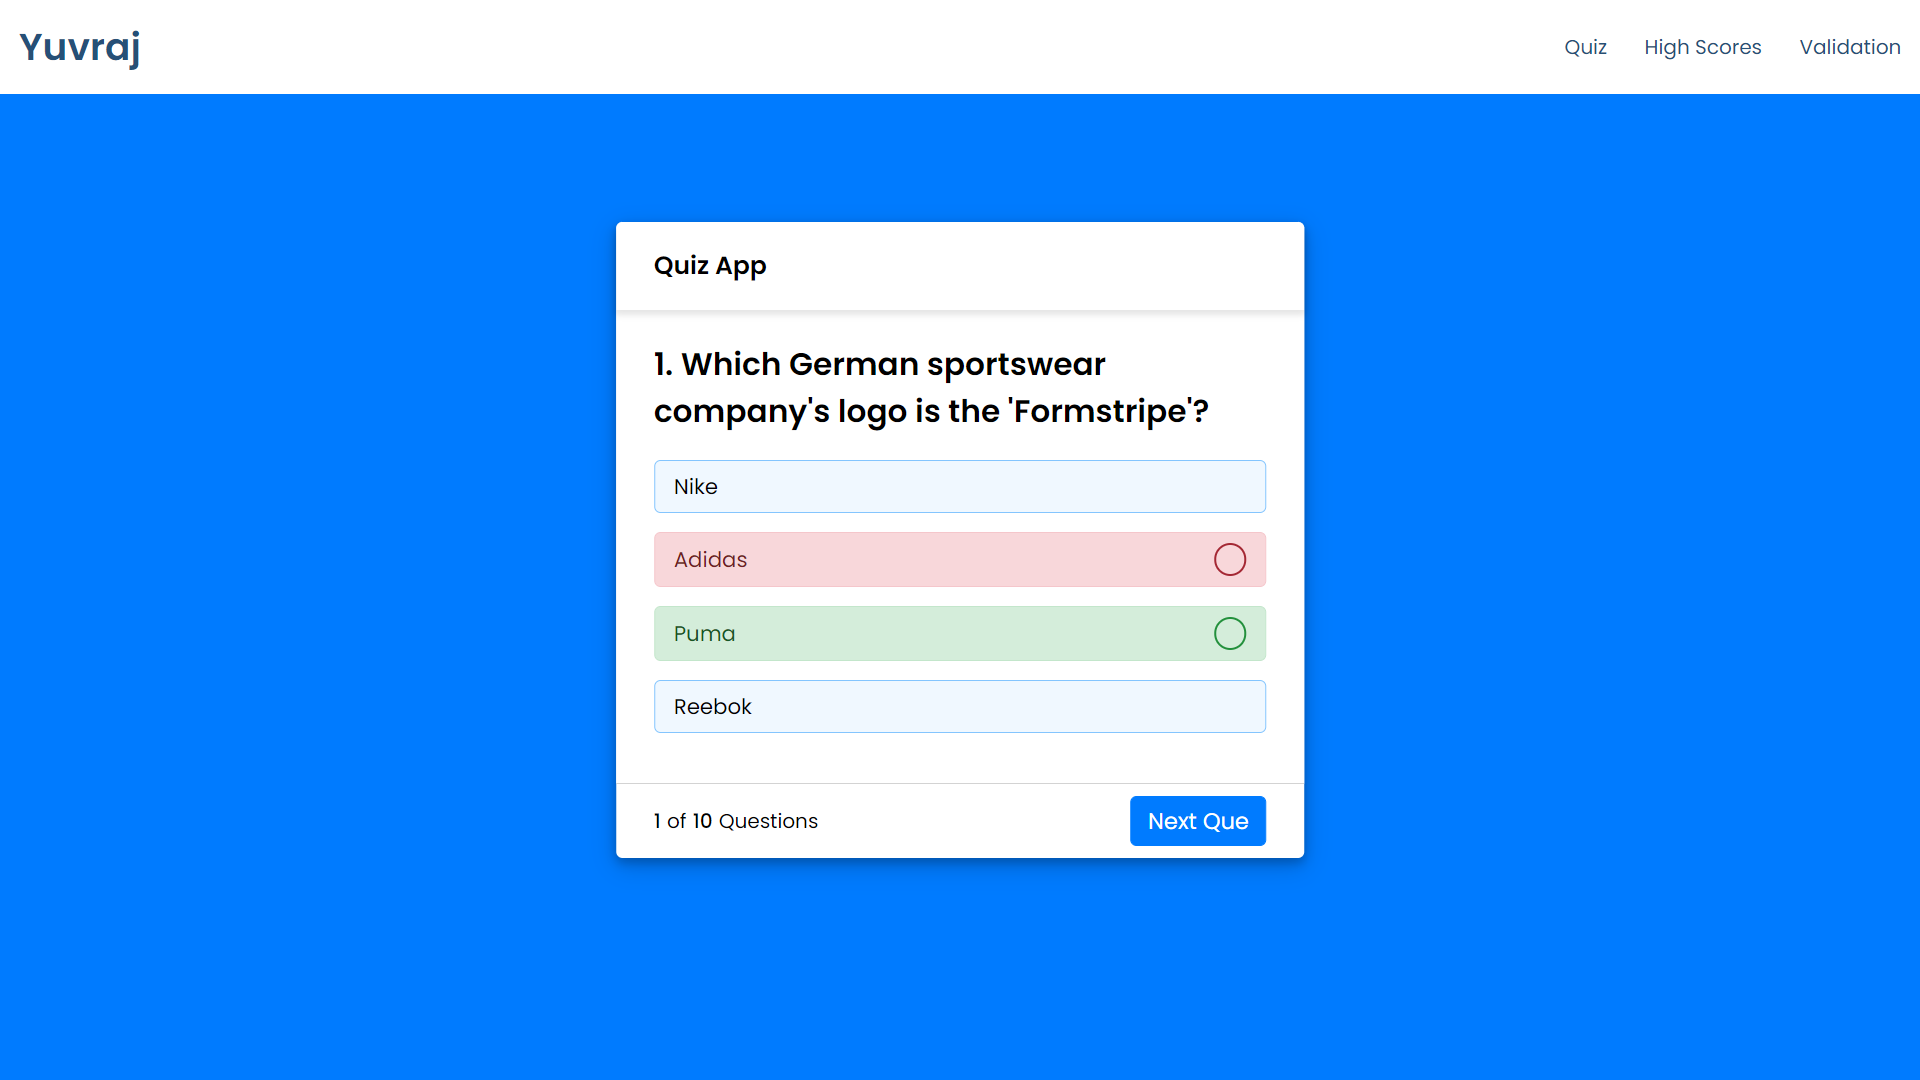 Yuvraj
Quiz
High Scores
Validation
Quiz App
1. Which German sportswear
company's logo is the 'Formstripe'?
Nike
Adidas
Puma
Reebok
1 of 10 Questions
Next Que